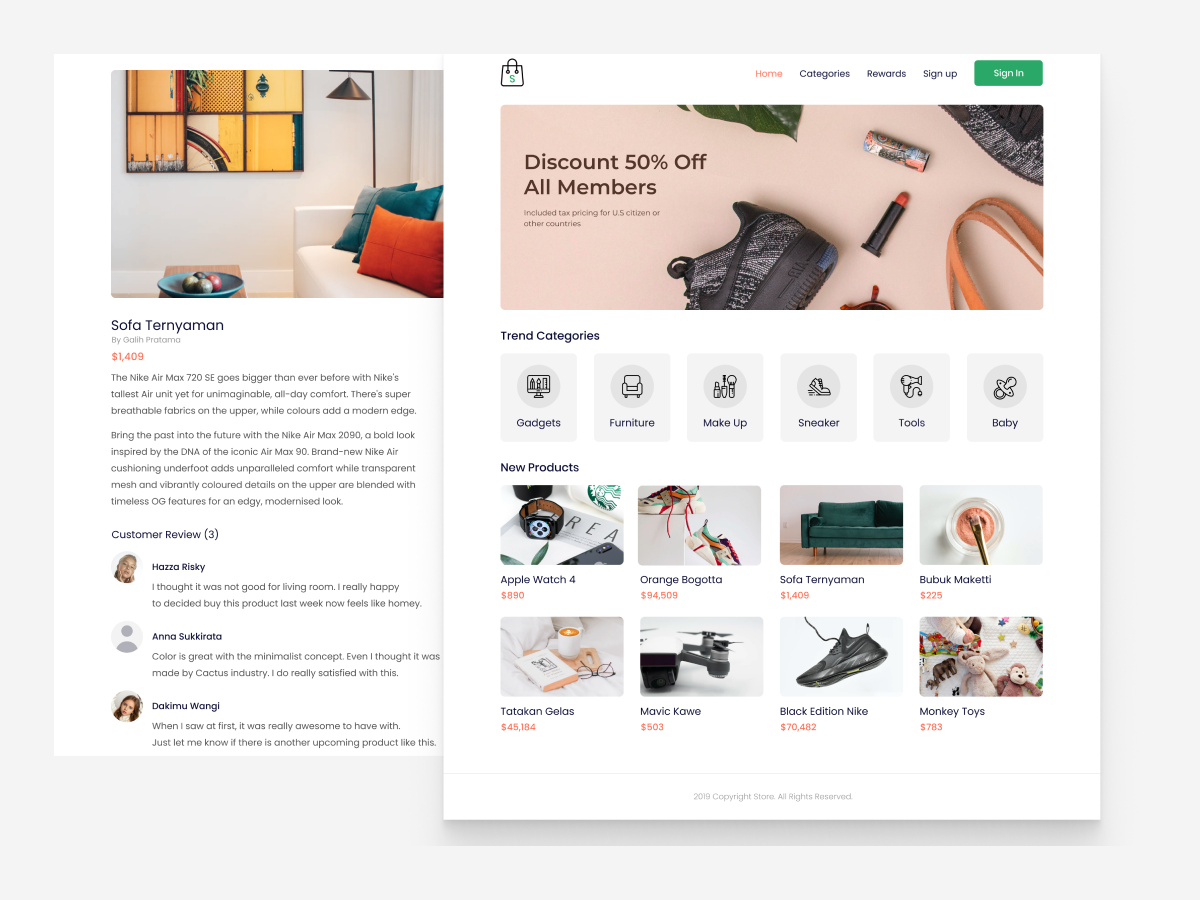 Sofa Ternyaman
By Galih Pratama
$1,409
The Nike Air Max 720 SE goes bigger than ever before with Nike's
tallest Air unit yet for unimaginable, all-day comfort. There's super
breathable fabrics on the upper, while colours add a modern edge.
Bring the past into the future with the Nike Air Max 2090, a bold look
inspired by the DNA of the iconic Air Max 90. Brand-new Nike Air
cushioning underfoot adds unparalleled comfort while transparent
mesh and vibrantly coloured details on the upper are blended with
timeless OG features for an edgy, modernised look.
Customer Review (3)
Hazza Risky
I thought it was not good for living room. I really happy
to decided buy this product last week now feels like homey.
Anna Sukkirata
Color is great with the minimalist concept. Even I thought it was
made by Cactus industry. I do really satisfied with this.
Dakimu Wangi
When I saw at first, it was really awesome to have with.
Just let me know if there is another upcoming product like this.
S
Home Categories Rewards Sign up Sign In
Discount 50% Off
All Members
Included tax pricing for U.S citizen or
other countries
Trend Categories
Gadgets Furniture Make Up Sneaker Tools Baby
New Products
REA
Apple Watch 4 Orange Bogotta Sofa Ternyaman Bubuk Maketti
$890 $94,509 $1,409 $225
Tatakan Gelas Mavic Kawe Black Edition Nike Monkey Toys
$45,184 $503 $70,482 $783
2019 Copyright Store. All Rights Reserved.